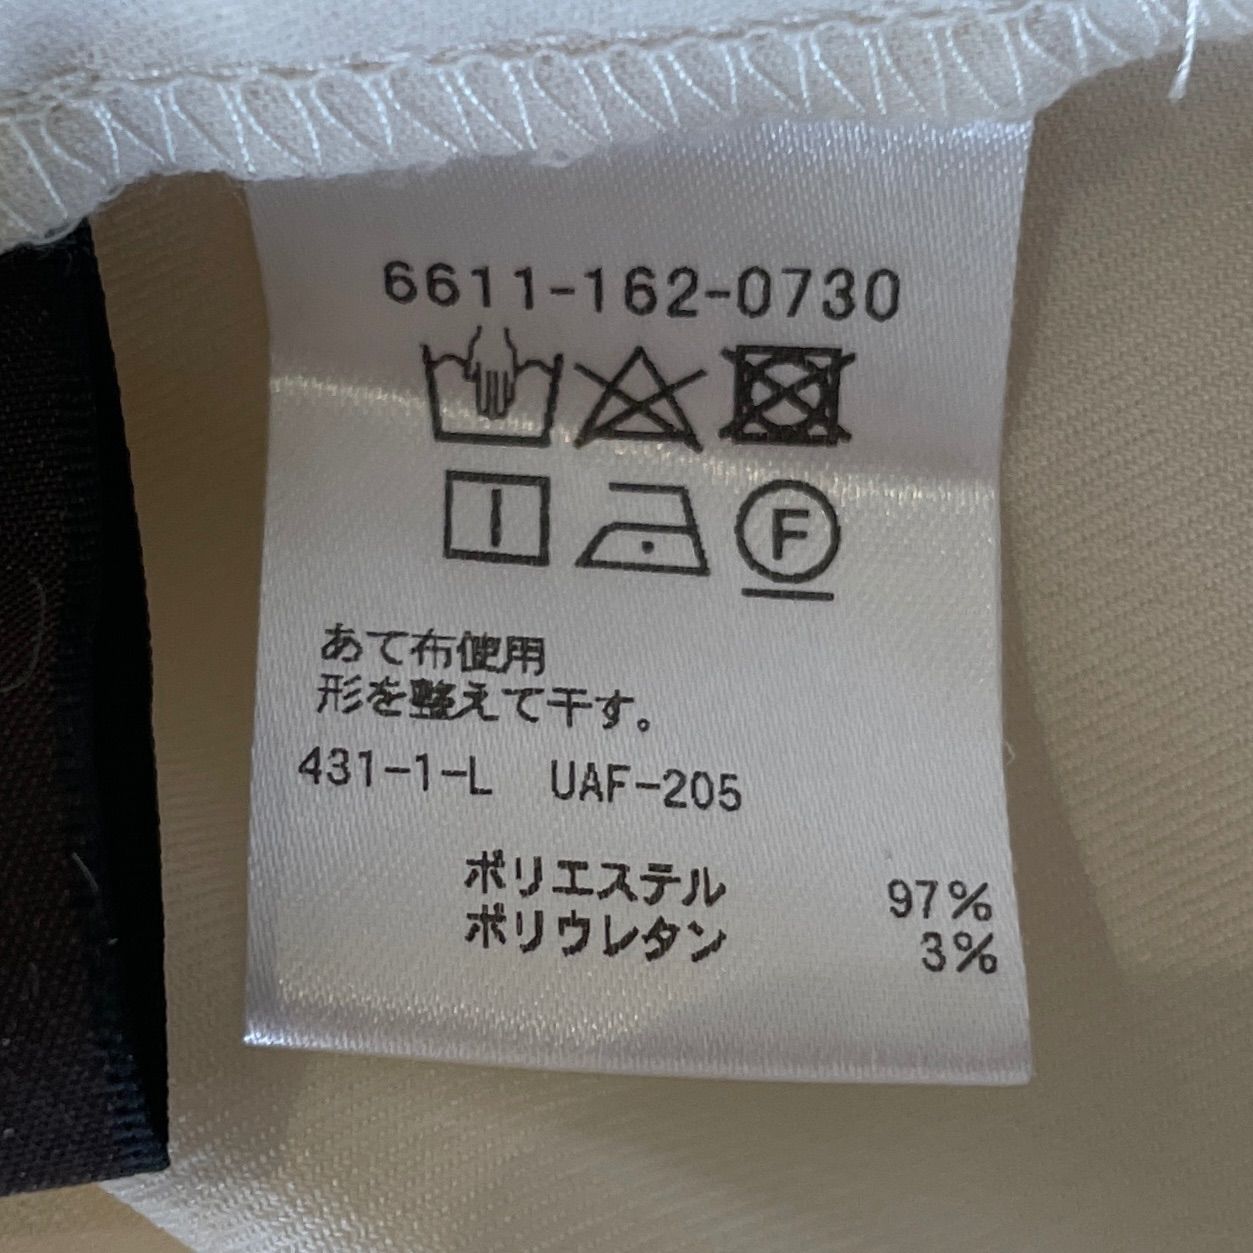 6611-162-0730
F
あて布使用
形を整えて干す。
431-1-L UAF-205
ポリエステル 97%
ポリウレタン 3%